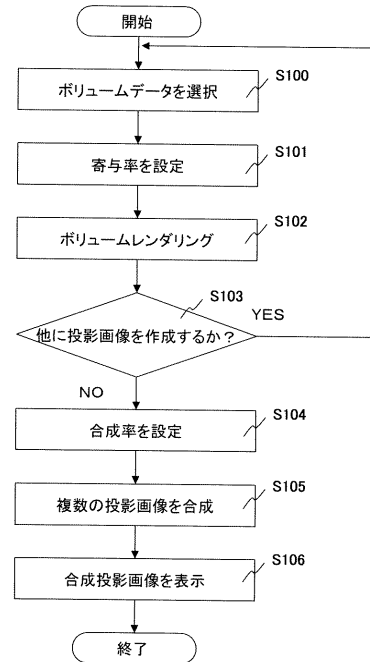 開始
ボリュームデータを選択
S100
寄与率を設定
S101
ボリュームレンダリング
S102
他に投影画像を作成するか？
S103
YES
NO
合成率を設定
S104
複数の投影画像を合成
S105
合成投影画像を表示
S106
終了